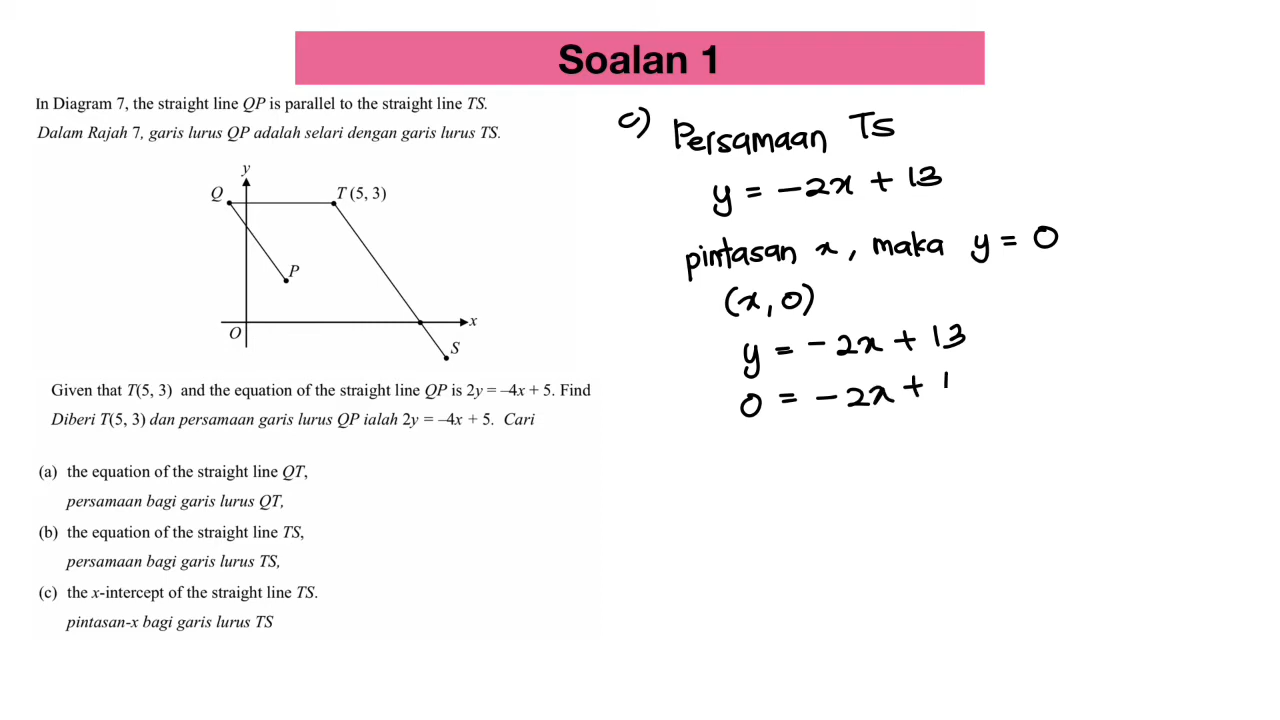 Soalan 1
In Diagram 7, the straight line QP is parallel to the straight line TS.
Dalam Rajah 7, garis lurus QP adalah selari dengan garis lurus TS.
y
Q
T (5, 3)
P
O
x
S
Given that T(5, 3) and the equation of the straight line QP is 2y = –4x + 5. Find
Diberi T(5, 3) dan persamaan garis lurus QP ialah 2y = –4x + 5. Cari
(a) the equation of the straight line QT,
persamaan bagi garis lurus QT,
(b) the equation of the straight line TS,
persamaan bagi garis lurus TS,
(c) the x-intercept of the straight line TS.
pintasan-x bagi garis lurus TS
c) Persamaan TS
y = -2x + 13
pintasan x, maka y = 0
(x, 0)
y = -2x + 13
0 = -2x + 1